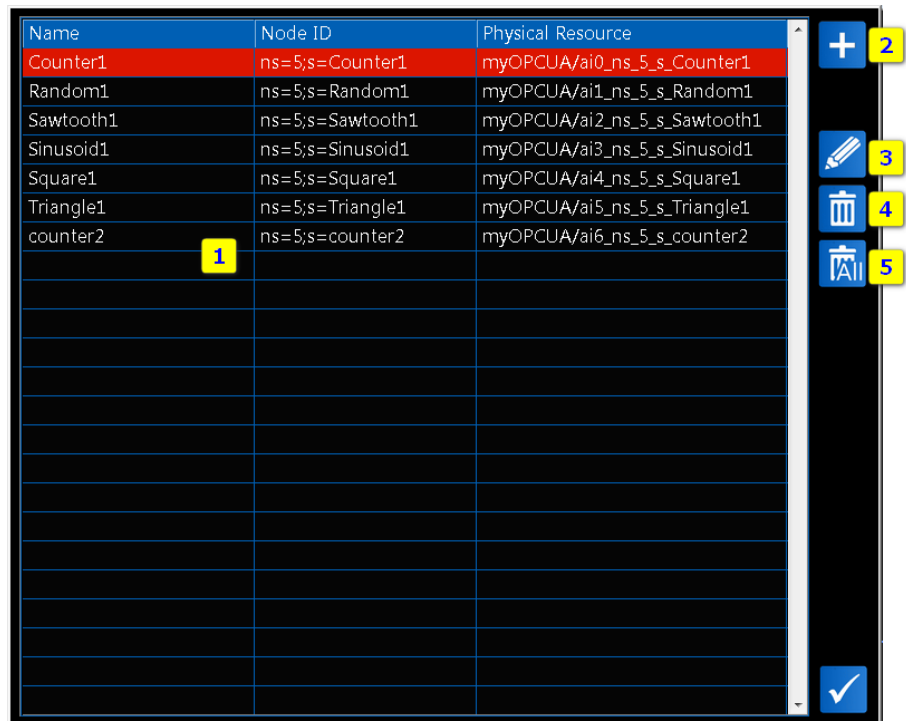 Name Node ID Physical Resource
2
Counter1 ns=5;s=Counter1 myOPCUA/ai0_ns_5_s_Counter1
Random1 ns=5;s=Random1 myOPCUA/ai1_ns_5_s_Random1
Sawtooth1 ns=5;s=Sawtooth1 myOPCUA/ai2_ns_5_s_Sawtooth1
Sinusoid1 ns=5;s=Sinusoid1 myOPCUA/ai3_ns_5_s_Sinusoid1
3
Square1 ns=5;s=Square1 myOPCUA/ai4_ns_5_s_Square1
Triangle1 ns=5;s=Triangle1 myOPCUA/ai5_ns_5_s_Triangle1
4
counter2 ns=5;s=counter2 myOPCUA/ai6_ns_5_s_counter2
1
All 5